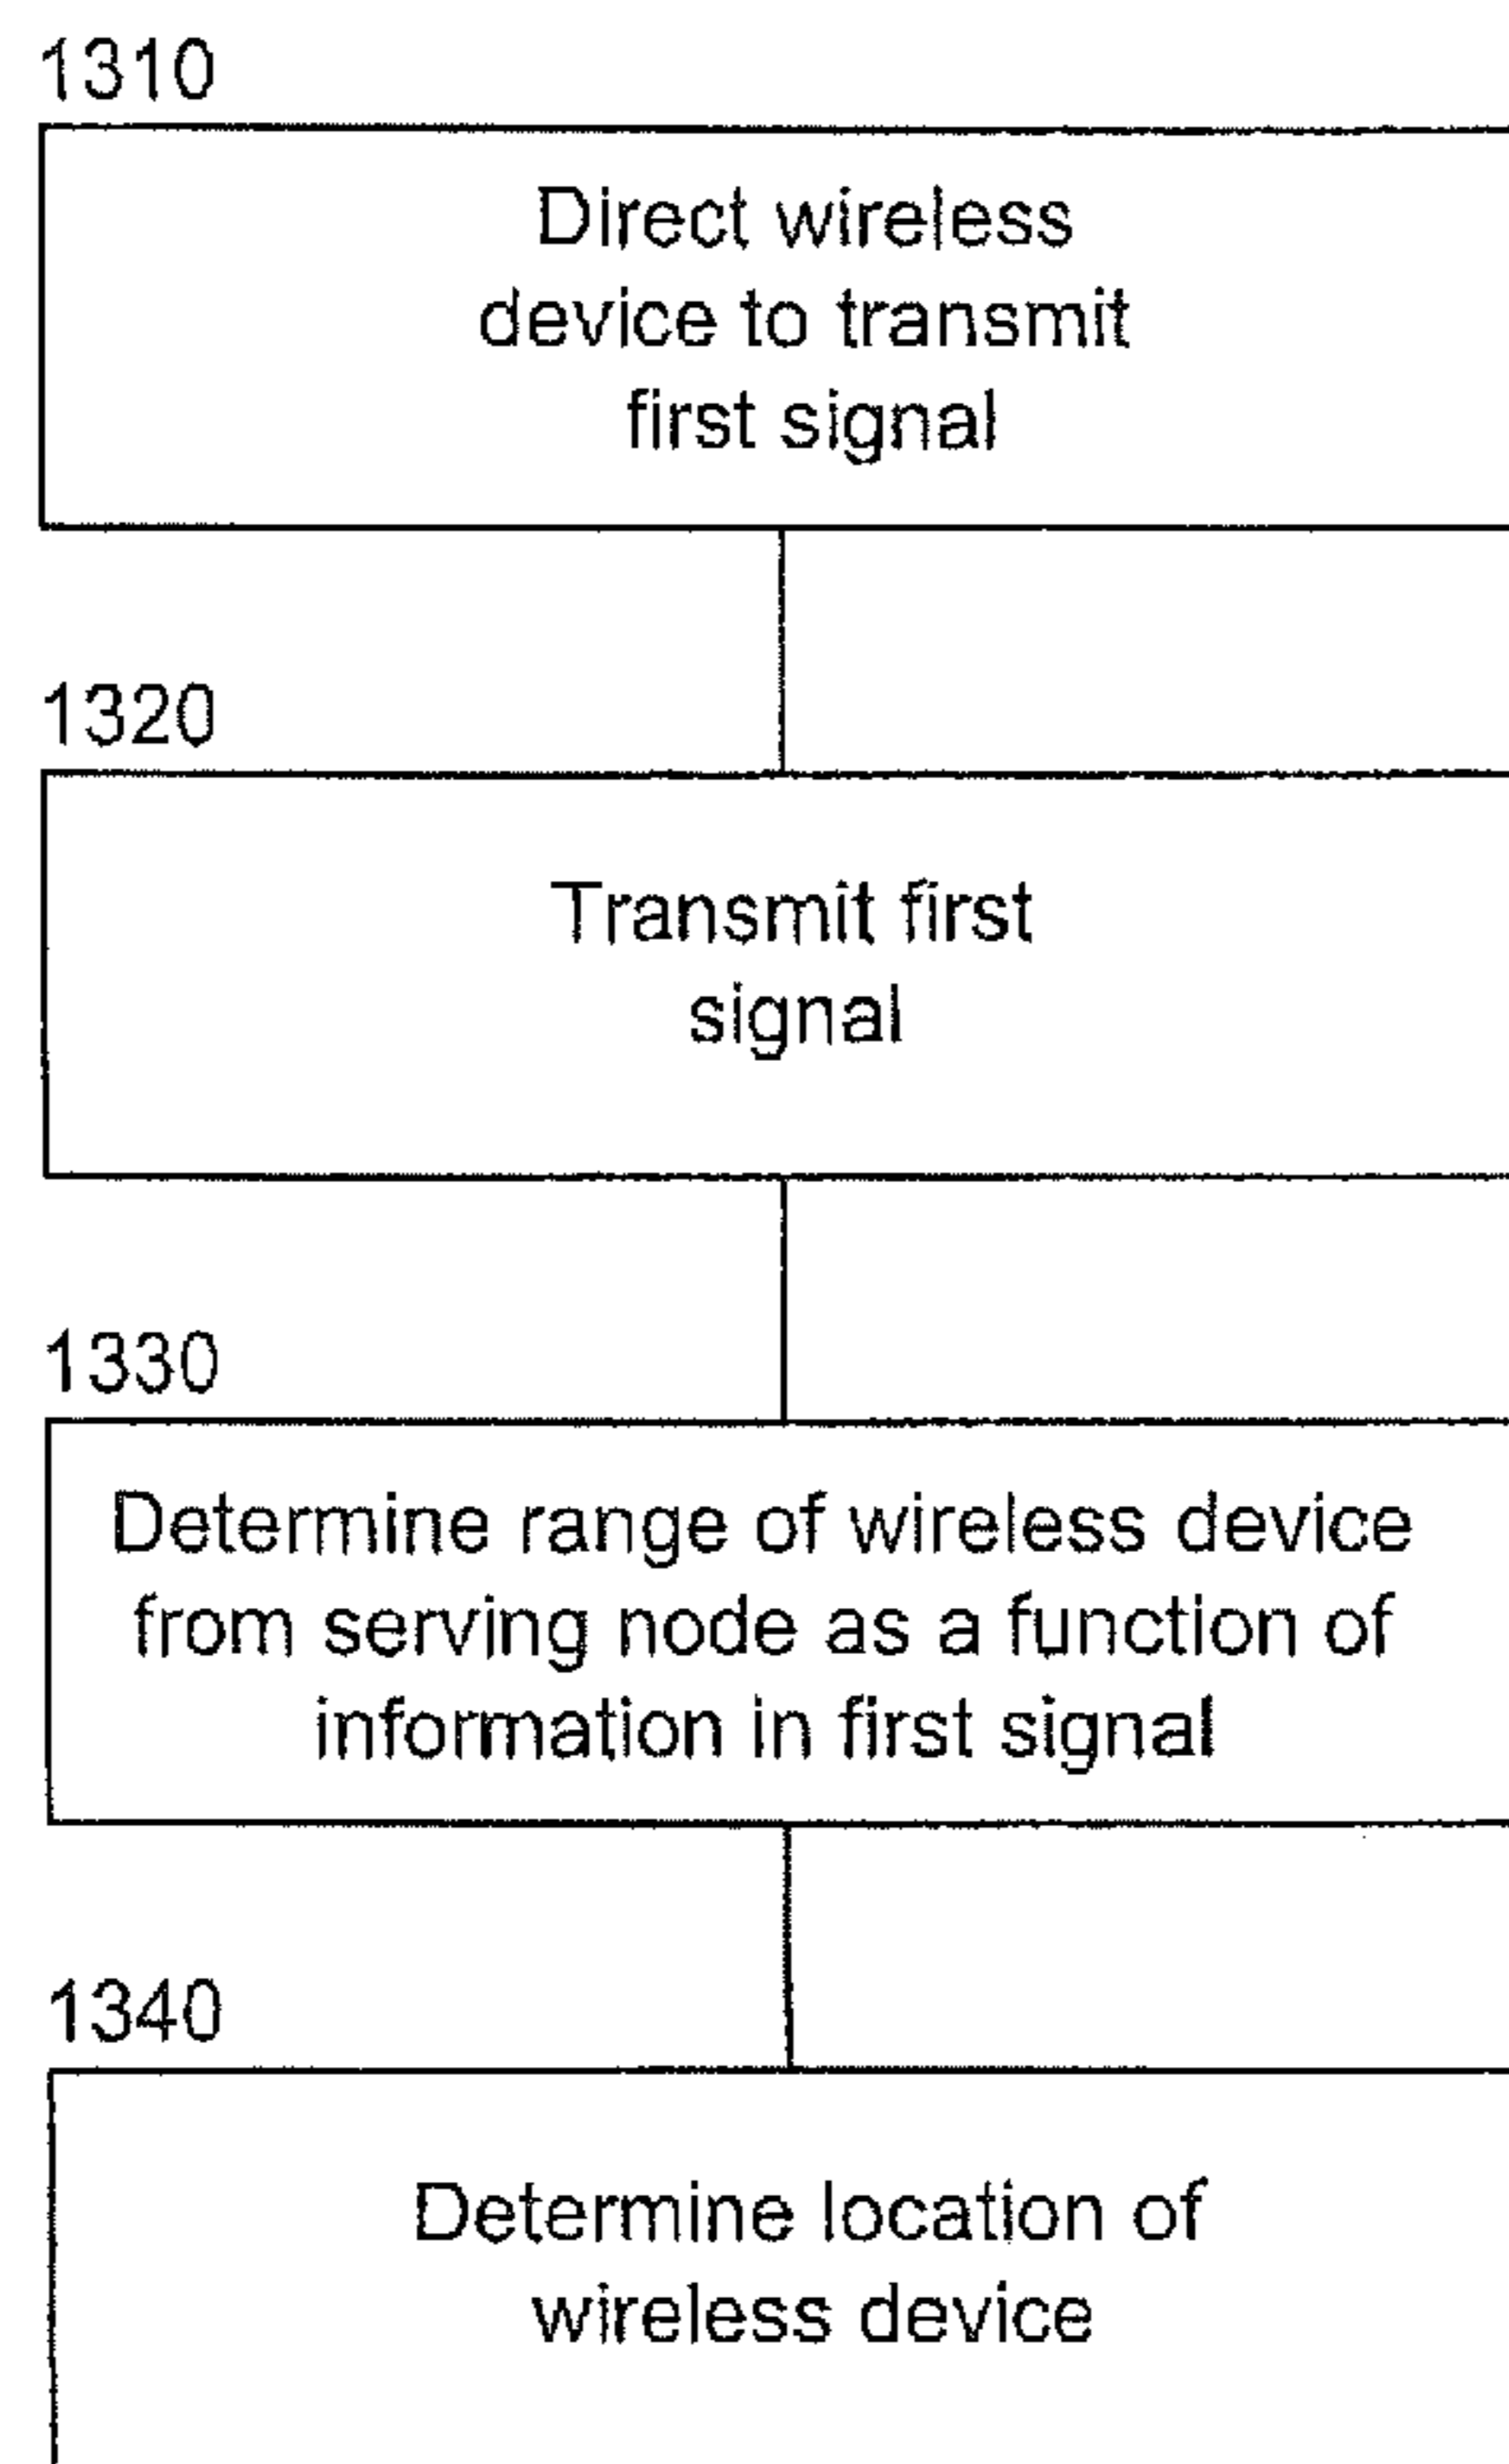 1310
Direct wireless
device to transmit
first signal
1320
Transmit first
signal
1330
Determine range of wireless device
from serving node as a function of
information in first signal
1340
Determine location of
wireless device